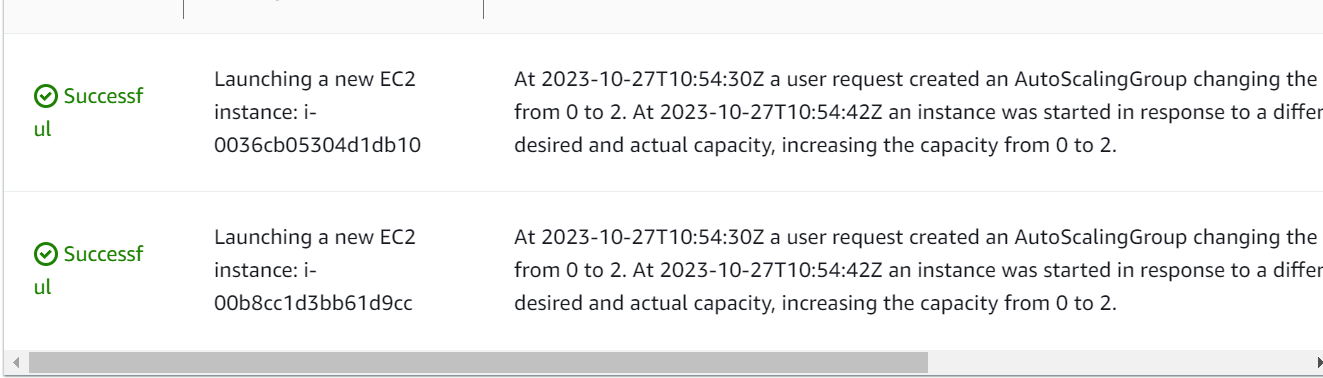 Successf
ul
Launching a new EC2
instance: i-
0036cb05304d1db10
At 2023-10-27T10:54:30Z a user request created an AutoScalingGroup changing the
from 0 to 2. At 2023-10-27T10:54:42Z an instance was started in response to a differ
desired and actual capacity, increasing the capacity from 0 to 2.
Successf
ul
Launching a new EC2
instance: i-
00b8cc1d3bb61d9cc
At 2023-10-27T10:54:30Z a user request created an AutoScalingGroup changing the
from 0 to 2. At 2023-10-27T10:54:42Z an instance was started in response to a differ
desired and actual capacity, increasing the capacity from 0 to 2.